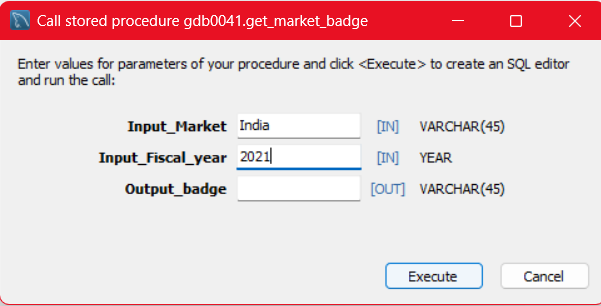 Call stored procedure gdb0041.get_market_badge
Enter values for parameters of your procedure and click <Execute> to create an SQL editor
and run the call:
Input_Market India [IN] VARCHAR(45)
Input_Fiscal_year 2021 [IN] YEAR
Output_badge [OUT] VARCHAR(45)
Execute Cancel